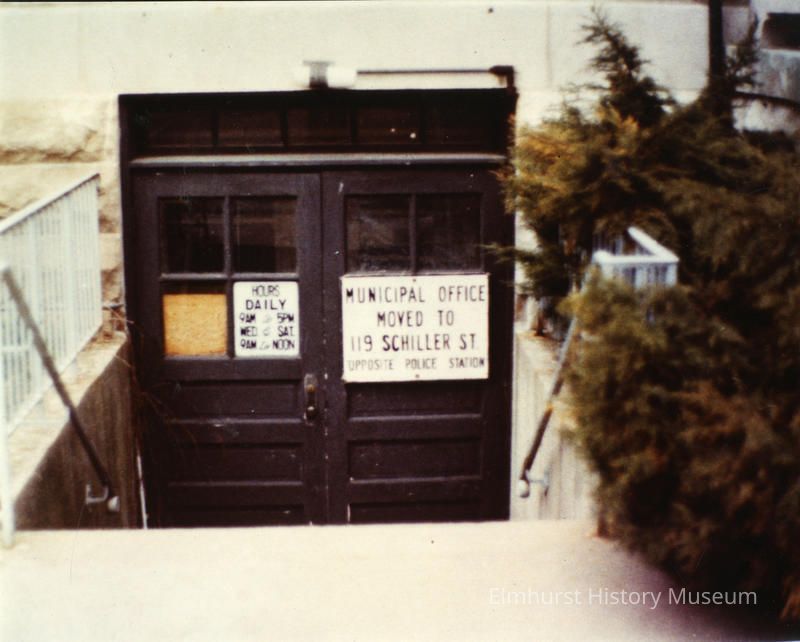 HOURS
DAILY
9AM to 5PM
WED. & SAT.
9AM to NOON
MUNICIPAL OFFICE
MOVED TO
119 SCHILLER ST.
OPPOSITE POLICE STATION
Elmhurst History Museum